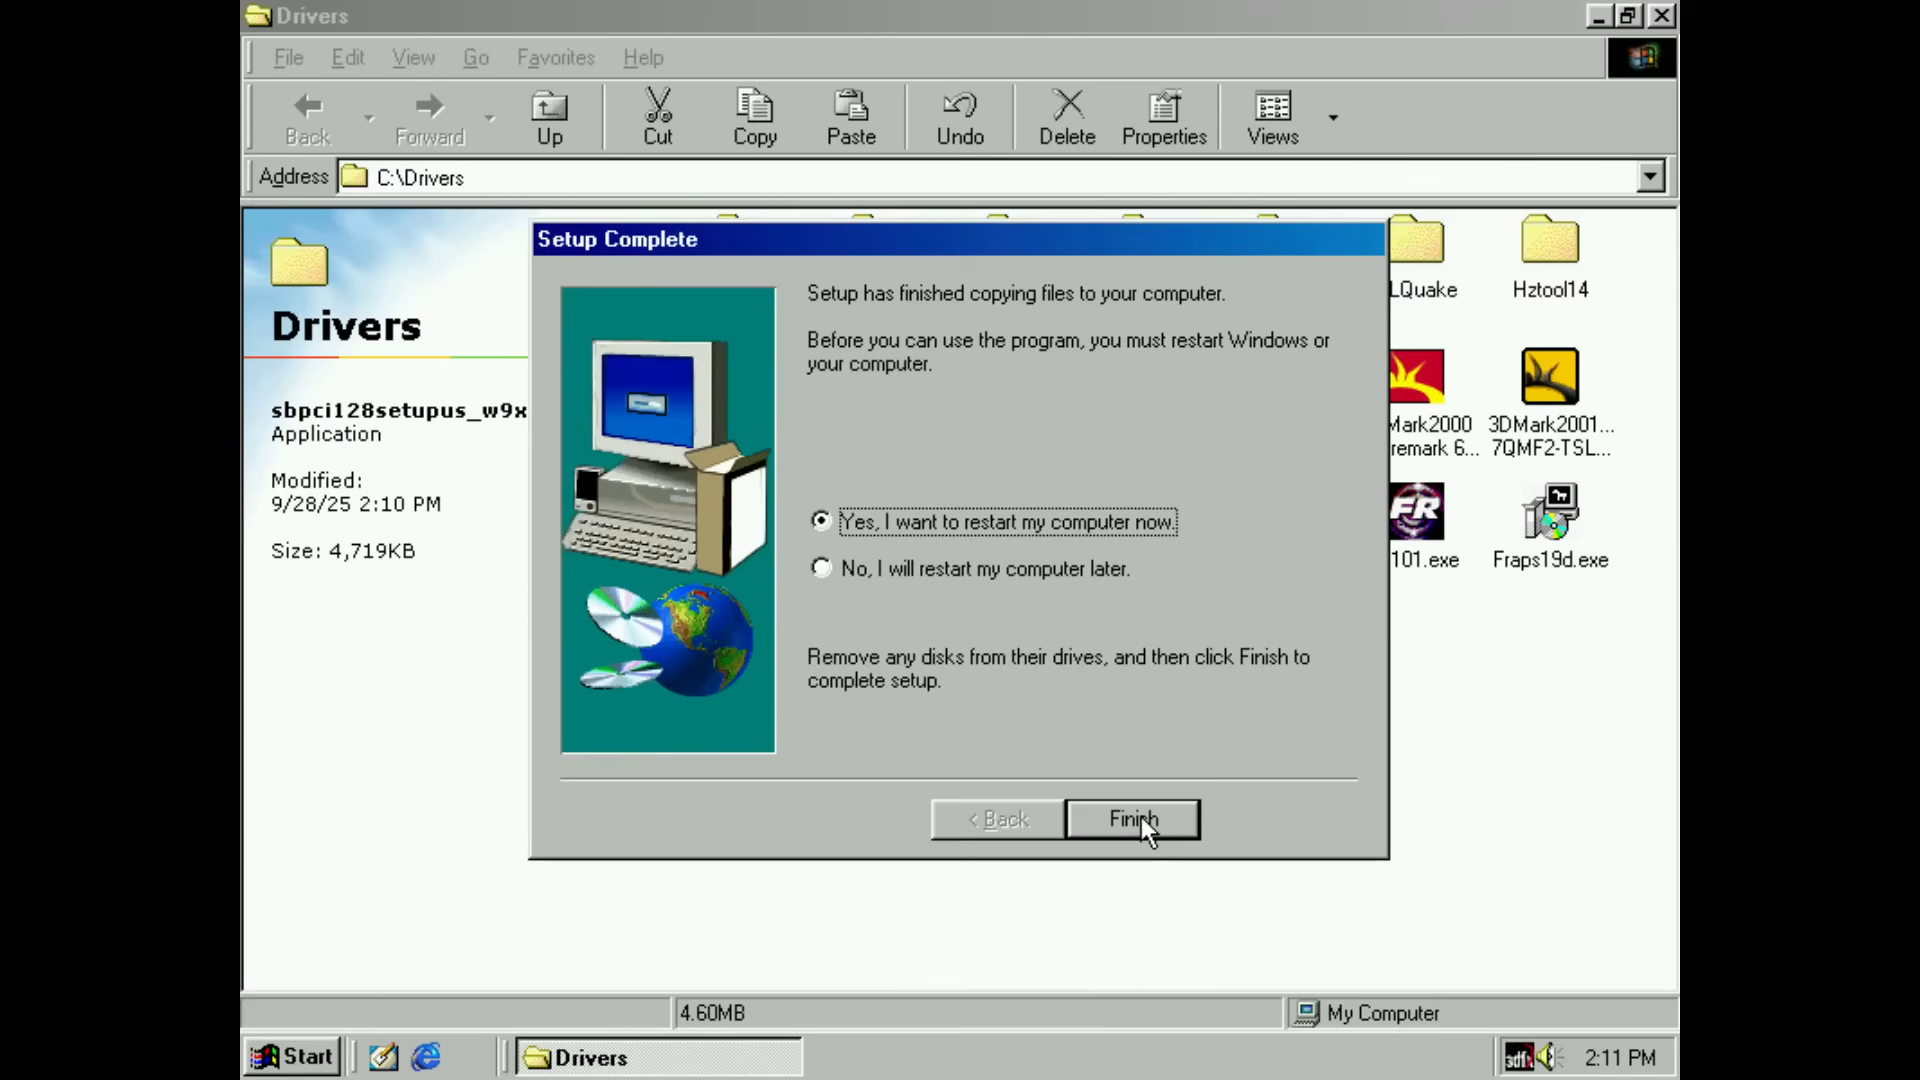 Drivers
File Edit View Go Favorites Help
Back Forward Up Cut Copy Paste Undo Delete Properties Views
Address C:\Drivers
Drivers
sbpci128setupus_w9x
Application
Modified:
9/28/25 2:10 PM
Size: 4,719KB
Setup Complete
Setup has finished copying files to your computer.
Before you can use the program, you must restart Windows or
your computer.
Yes, I want to restart my computer now.
No, I will restart my computer later.
Remove any disks from their drives, and then click Finish to
complete setup.
< Back Finish
LQuake Hztool14
Mark2000 3DMark2001...
remark 6... 7QMF2-TSL...
FR
101.exe Fraps19d.exe
4.60MB My Computer
Start Drivers 3dfx 2:11 PM